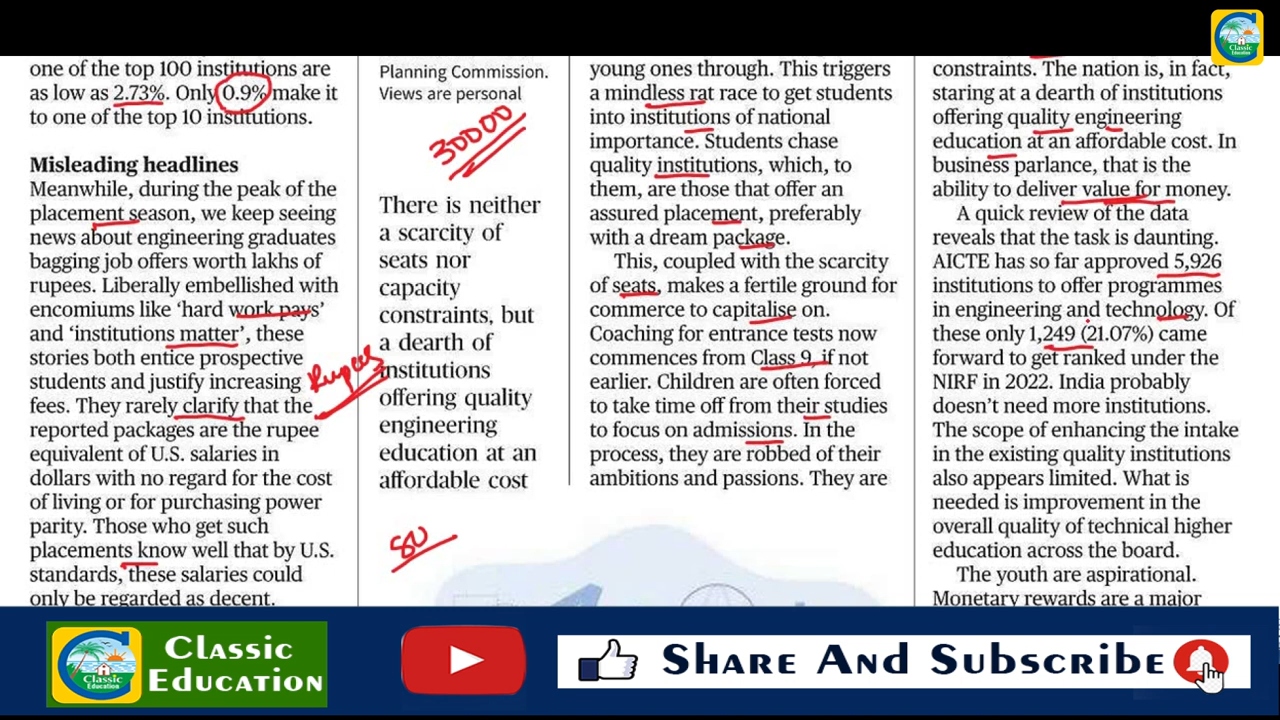 Classic
Education
one of the top 100 institutions are
as low as 2.73%. Only 0.9% make it
to one of the top 10 institutions.
Misleading headlines
Meanwhile, during the peak of the
placement season, we keep seeing
news about engineering graduates
bagging job offers worth lakhs of
rupees. Liberally embellished with
encomiums like ‘hard work pays’
and ‘institutions matter’, these
stories both entice prospective
students and justify increasing
fees. They rarely clarify that the
reported packages are the rupee
equivalent of U.S. salaries in
dollars with no regard for the cost
of living or for purchasing power
parity. Those who get such
placements know well that by U.S.
standards, these salaries could
only be regarded as decent.
Rupees
Planning Commission.
Views are personal
30000
There is neither
a scarcity of
seats nor
capacity
constraints, but
a dearth of
institutions
offering quality
engineering
education at an
affordable cost
80
young ones through. This triggers
a mindless rat race to get students
into institutions of national
importance. Students chase
quality institutions, which, to
them, are those that offer an
assured placement, preferably
with a dream package.
This, coupled with the scarcity
of seats, makes a fertile ground for
commerce to capitalise on.
Coaching for entrance tests now
commences from Class 9, if not
earlier. Children are often forced
to take time off from their studies
to focus on admissions. In the
process, they are robbed of their
ambitions and passions. They are
constraints. The nation is, in fact,
staring at a dearth of institutions
offering quality engineering
education at an affordable cost. In
business parlance, that is the
ability to deliver value for money.
A quick review of the data
reveals that the task is daunting.
AICTE has so far approved 5,926
institutions to offer programmes
in engineering and technology. Of
these only 1,249 (21.07%) came
forward to get ranked under the
NIRF in 2022. India probably
doesn’t need more institutions.
The scope of enhancing the intake
in the existing quality institutions
also appears limited. What is
needed is improvement in the
overall quality of technical higher
education across the board.
The youth are aspirational.
Monetary rewards are a major
Classic
Education
Classic
Education
Share And Subscribe